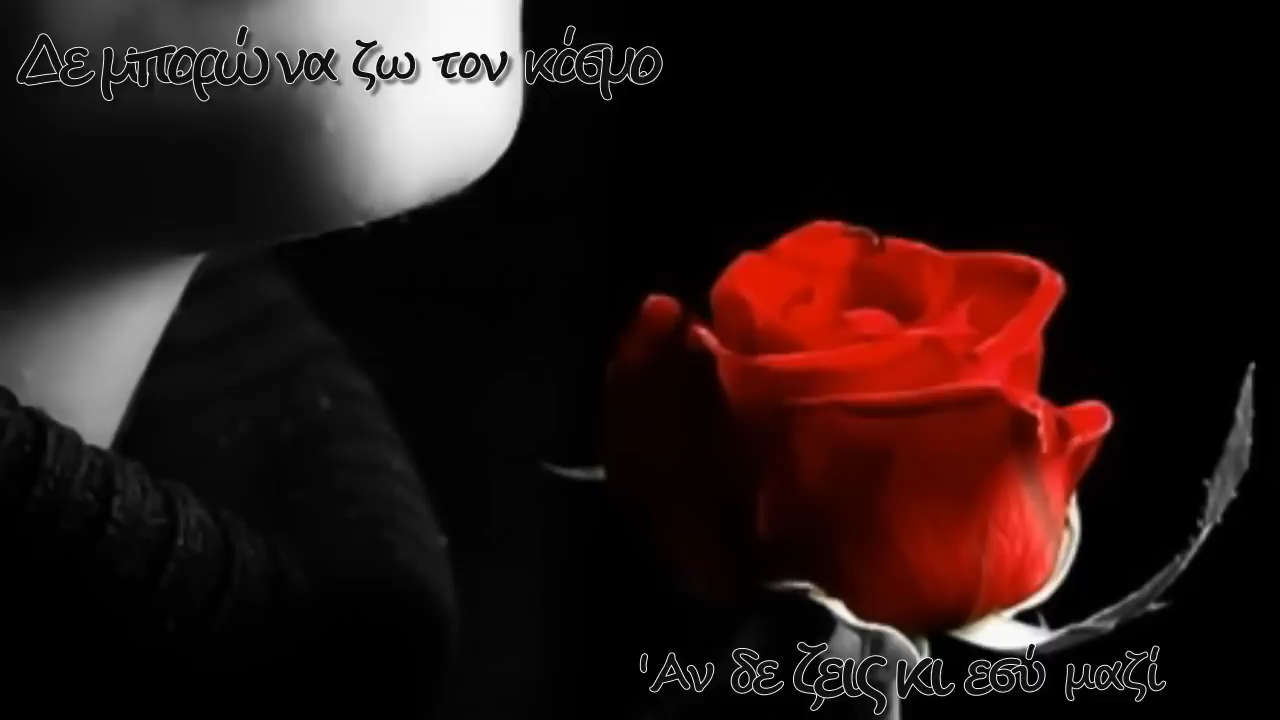 Δε μπορώ να ζω τον κόσμο
'Αν δε ζεις κι εσύ μαζί